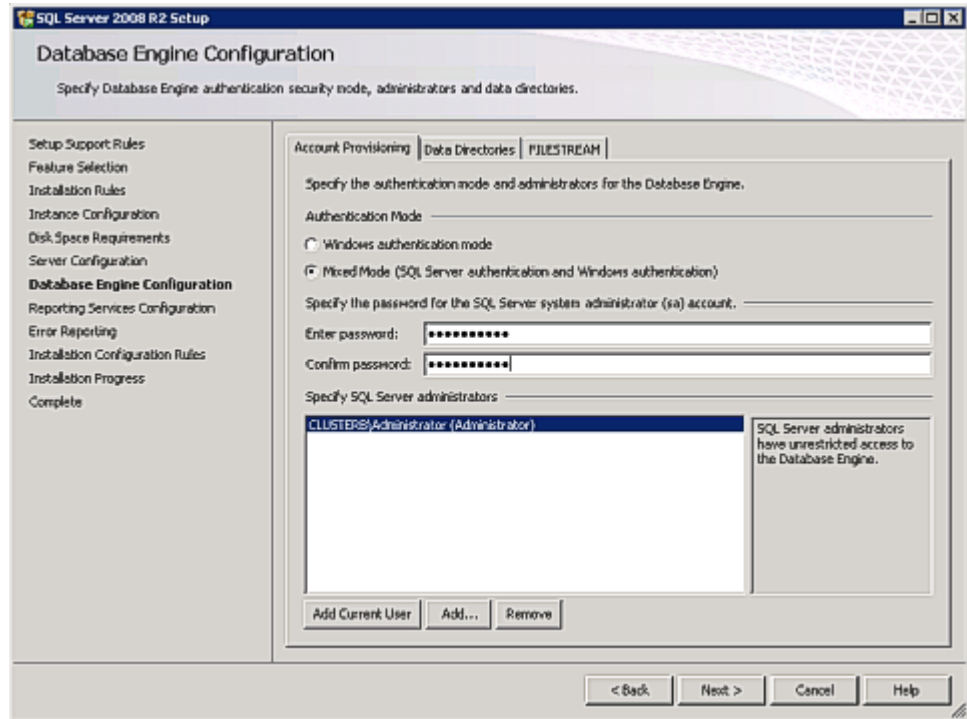 SQL Server 2008 R2 Setup
Database Engine Configuration
Specify Database Engine authentication security mode, administrators and data directories.
Setup Support Rules
Feature Selection
Installation Rules
Instance Configuration
Disk Space Requirements
Server Configuration
Database Engine Configuration
Reporting Services Configuration
Error Reporting
Installation Configuration Rules
Installation Progress
Complete
Account Provisioning Data Directories FILESTREAM
Specify the authentication mode and administrators for the Database Engine.
Authentication Mode
Windows authentication mode
Mixed Mode (SQL Server authentication and Windows authentication)
Specify the password for the SQL Server system administrator (sa) account.
Enter password: ••••••••••
Confirm password: ••••••••••
Specify SQL Server administrators
CLUSTERB\Administrator (Administrator)
SQL Server administrators
have unrestricted access to
the Database Engine.
Add Current User Add... Remove
< Back Next > Cancel Help